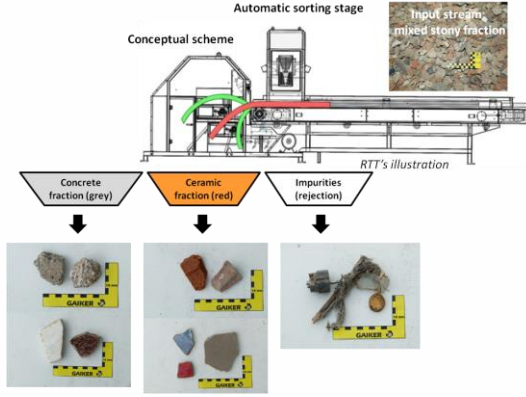 Automatic sorting stage
Input stream:
mixed stony fraction
Conceptual scheme
RTT's illustration
Concrete
fraction (grey)
Ceramic
fraction (red)
Impurities
(rejection)
GAIKER
GAIKER
GAIKER
GAIKER
GAIKER